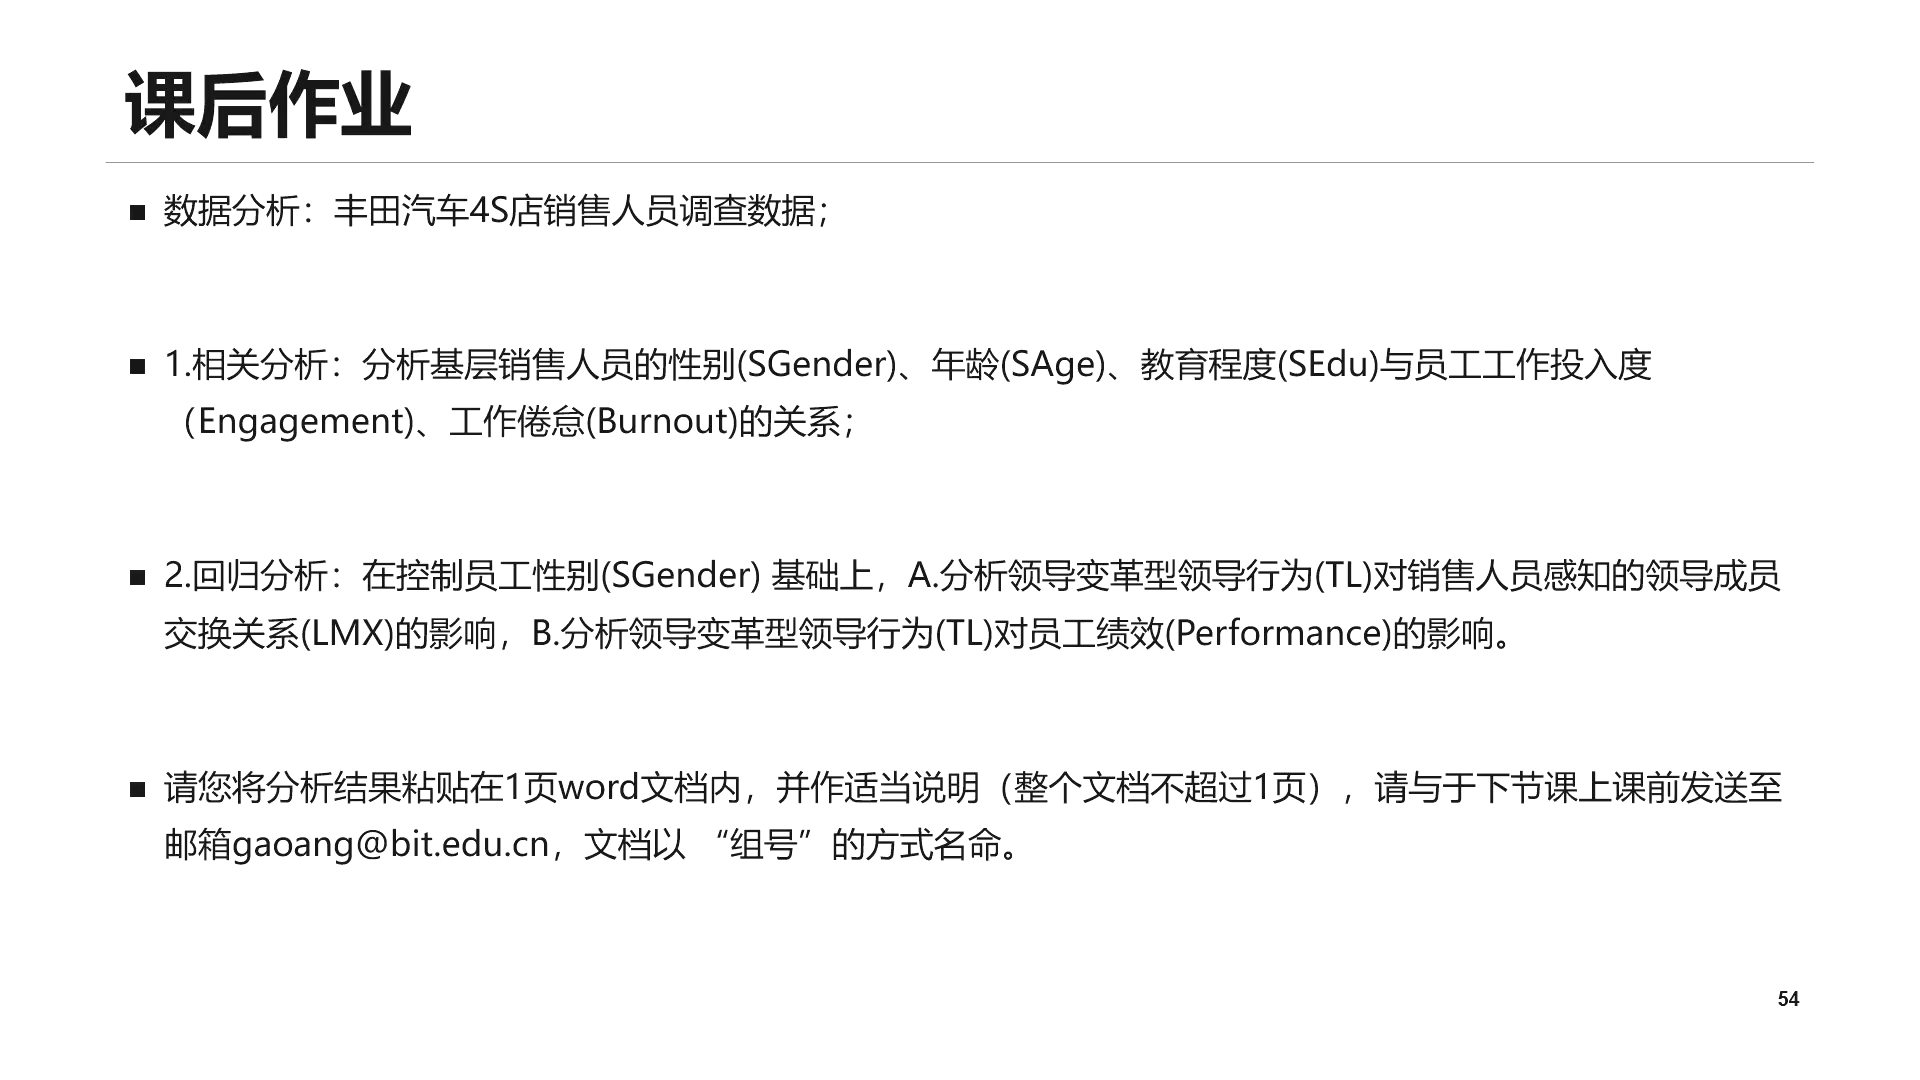 课后作业
■ 数据分析：丰田汽车4S店销售人员调查数据；
■ 1.相关分析：分析基层销售人员的性别(SGender)、年龄(SAge)、教育程度(SEdu)与员工工作投入度
（Engagement)、工作倦怠(Burnout)的关系；
■ 2.回归分析：在控制员工性别(SGender) 基础上，A.分析领导变革型领导行为(TL)对销售人员感知的领导成员
交换关系(LMX)的影响，B.分析领导变革型领导行为(TL)对员工绩效(Performance)的影响。
■ 请您将分析结果粘贴在1页word文档内，并作适当说明（整个文档不超过1页），请与于下节课上课前发送至
邮箱gaoang@bit.edu.cn，文档以 “组号”的方式名命。
54